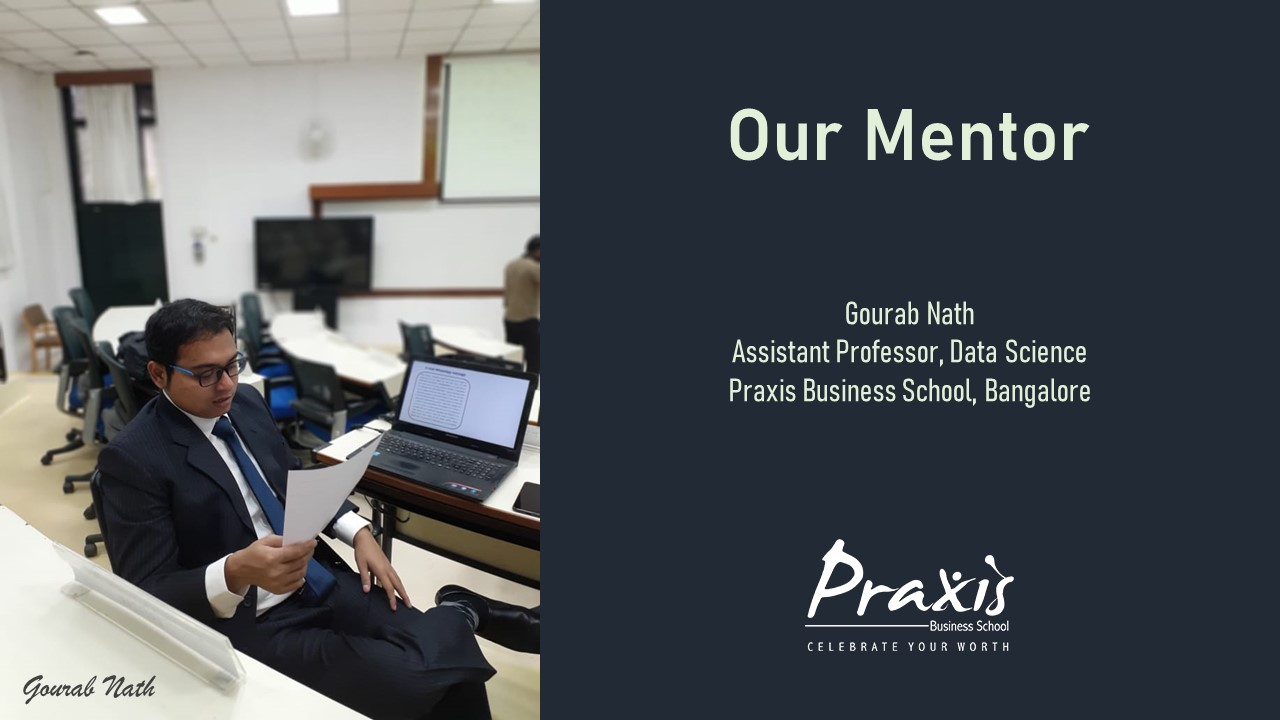 Our Mentor
Gourab Nath
Assistant Professor, Data Science
Praxis Business School, Bangalore
Praxis
Business School
CELEBRATE YOUR WORTH
Gourab Nath